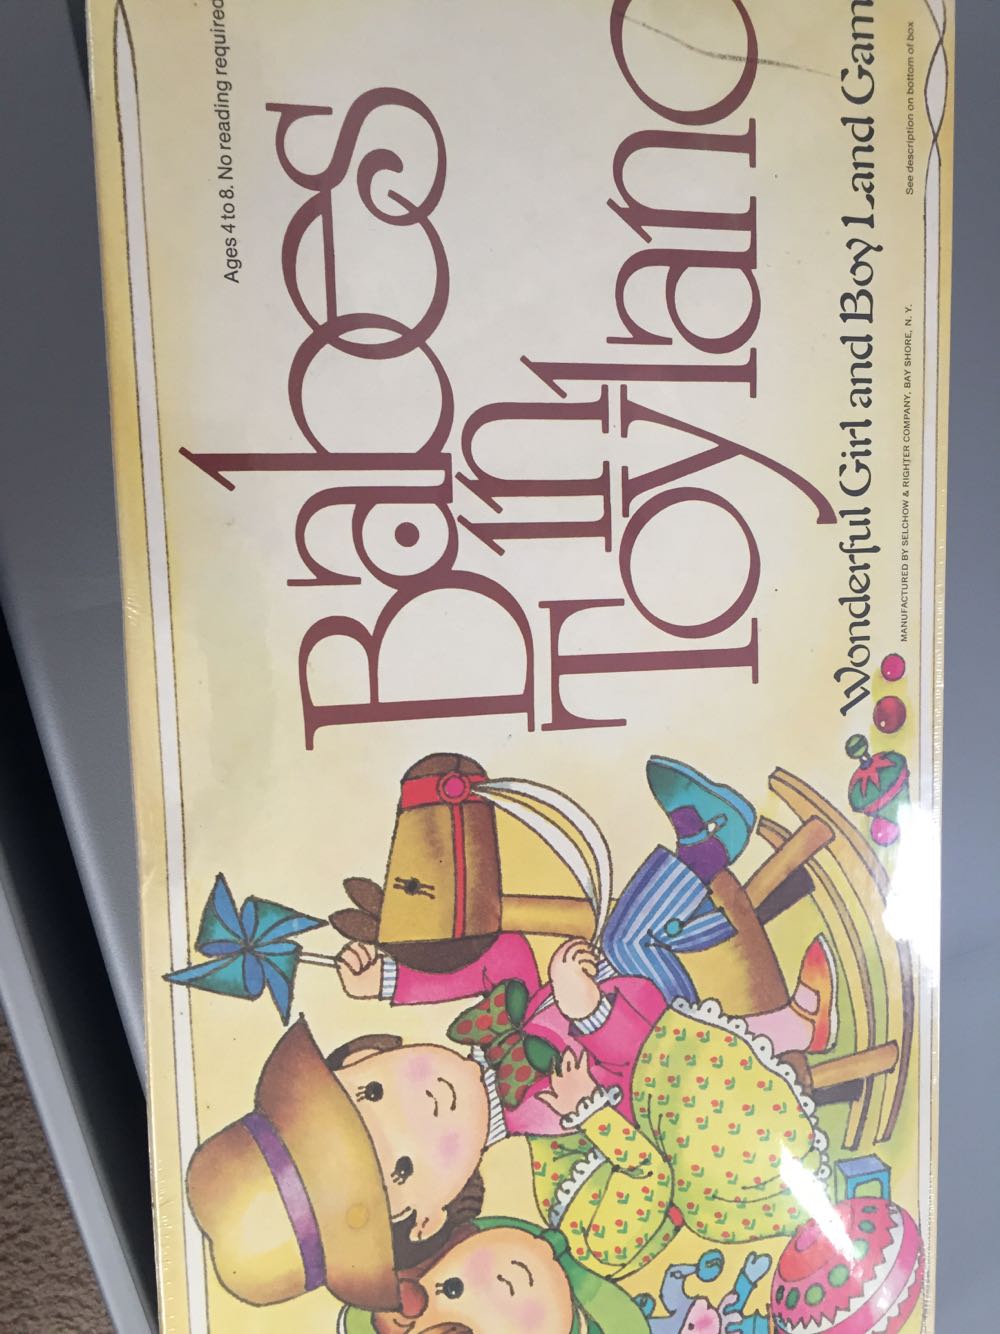 Ages 4 to 8. No reading required
Babes
in
Toyland
Wonderful Girl and Boy Land Gam
MANUFACTURED BY SELCHOW & RIGHTER COMPANY, BAY SHORE, N.Y.
See description on bottom of box